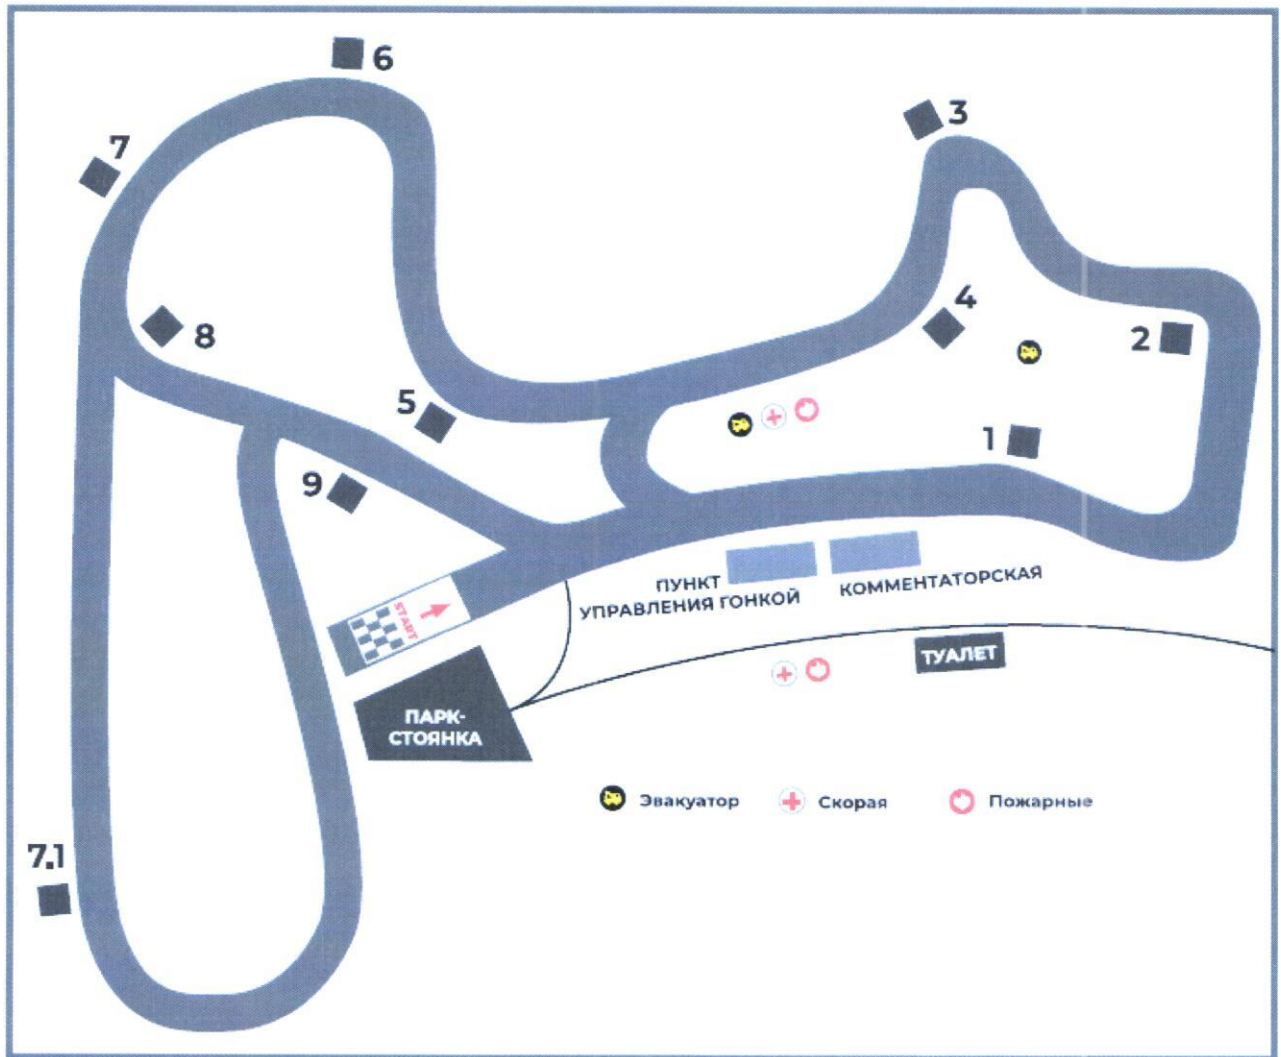 6
3
7
4
8
2
5
1
9
START
ПУНКТ
УПРАВЛЕНИЯ ГОНКОЙ
КОММЕНТАТОРСКАЯ
ТУАЛЕТ
ПАРК-
СТОЯНКА
Эвакуатор
Скорая
Пожарные
7.1